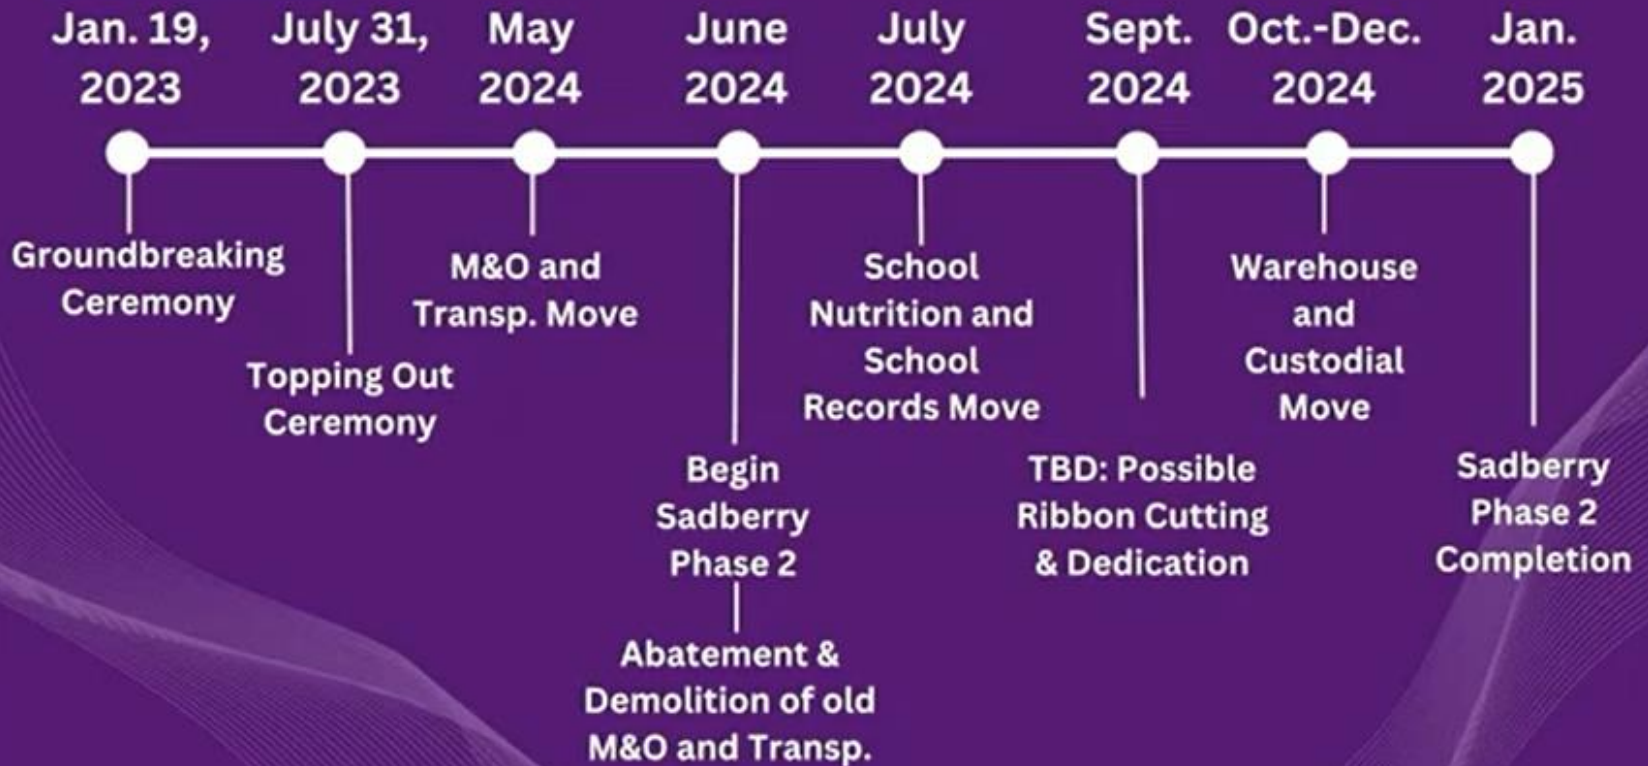 Jan. 19,
2023
July 31,
2023
May
2024
June
2024
July
2024
Sept.
2024
Oct.-Dec.
2024
Jan.
2025
Groundbreaking
Ceremony
Topping Out
Ceremony
M&O and
Transp. Move
Begin
Sadberry
Phase 2
Abatement &
Demolition of old
M&O and Transp.
School
Nutrition and
School
Records Move
TBD: Possible
Ribbon Cutting
& Dedication
Warehouse
and
Custodial
Move
Sadberry
Phase 2
Completion